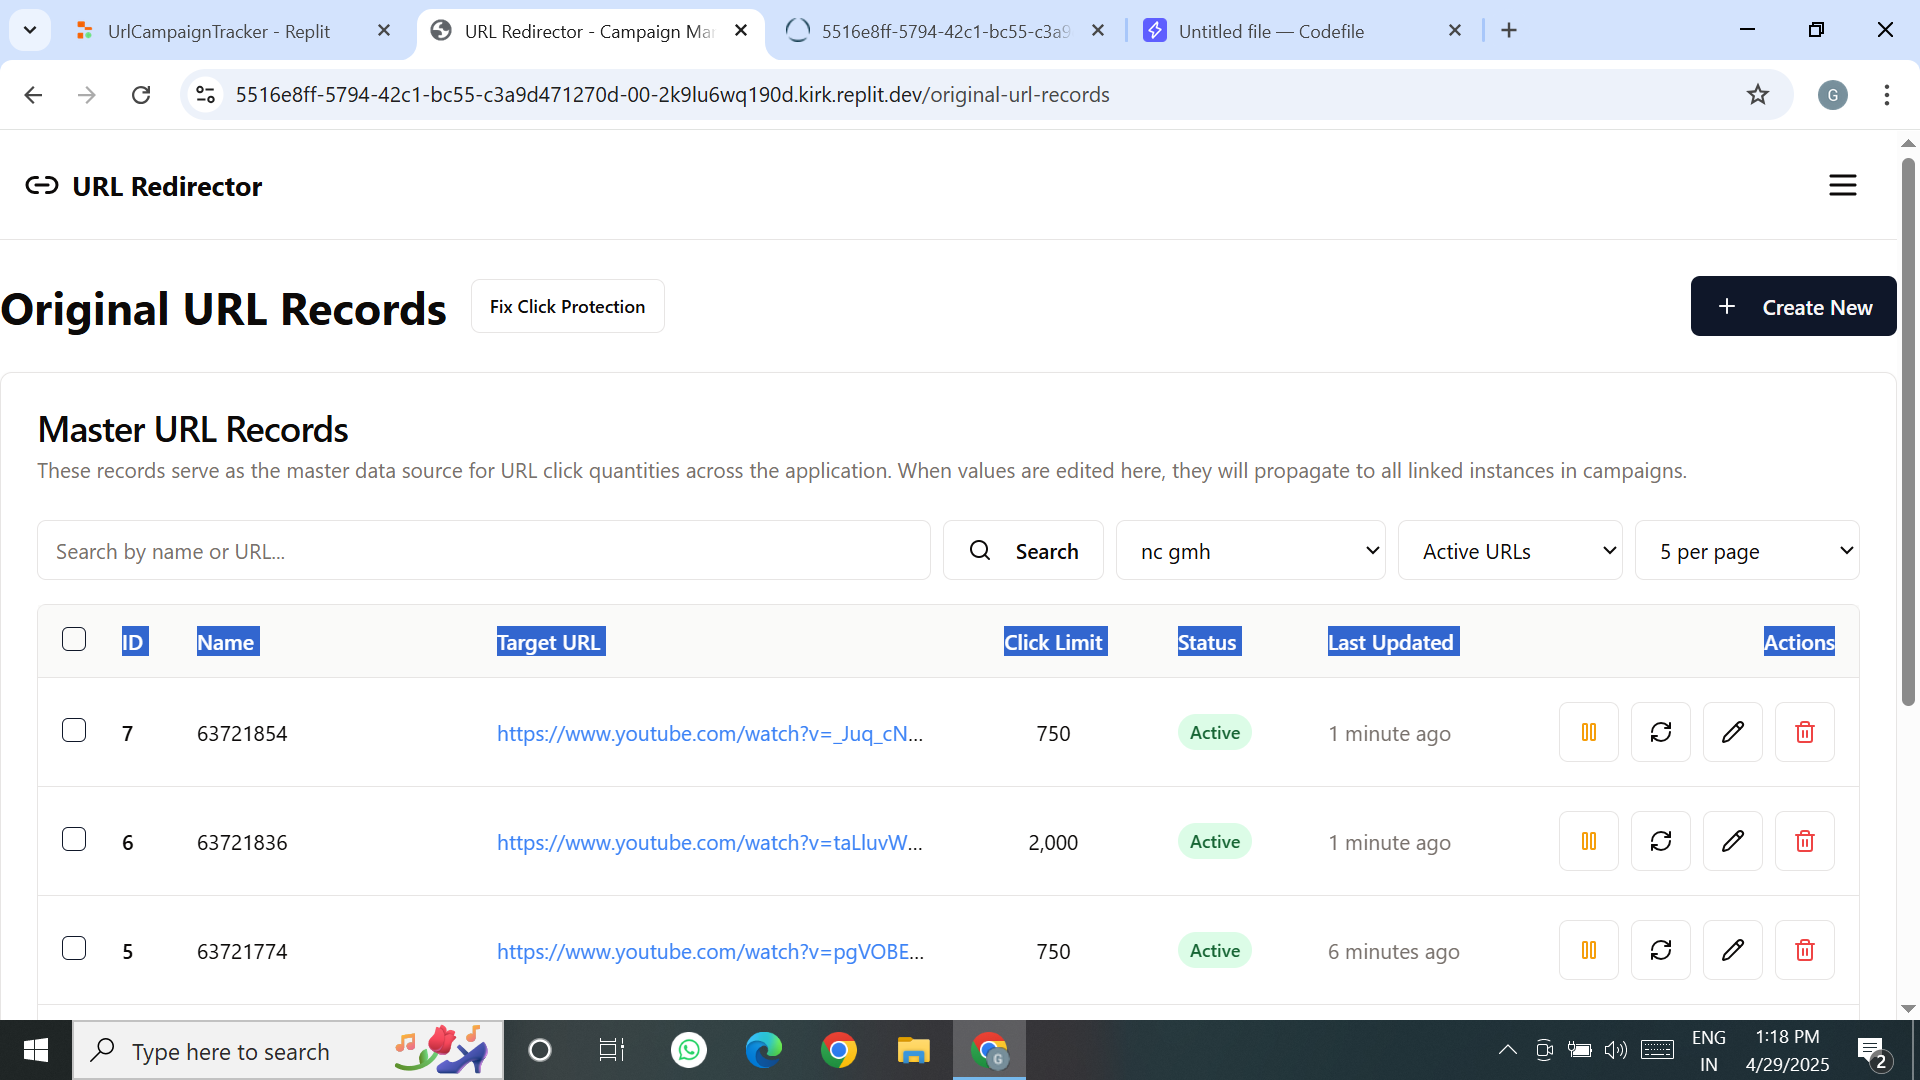 UrlCampaignTracker - Replit
URL Redirector - Campaign Mar
5516e8ff-5794-42c1-bc55-c3a9
Untitled file — Codefile
5516e8ff-5794-42c1-bc55-c3a9d471270d-00-2k9lu6wq190d.kirk.replit.dev/original-url-records
G
URL Redirector
Original URL Records
Fix Click Protection
Create New
Master URL Records
These records serve as the master data source for URL click quantities across the application. When values are edited here, they will propagate to all linked instances in campaigns.
Search by name or URL...
Search
nc gmh
Active URLs
5 per page
ID Name Target URL Click Limit Status Last Updated Actions
7 63721854 https://www.youtube.com/watch?v=_Juq_cN... 750 Active 1 minute ago
6 63721836 https://www.youtube.com/watch?v=taLluvW... 2,000 Active 1 minute ago
5 63721774 https://www.youtube.com/watch?v=pgVOBE... 750 Active 6 minutes ago
Type here to search
G
ENG
IN
1:18 PM
4/29/2025
2